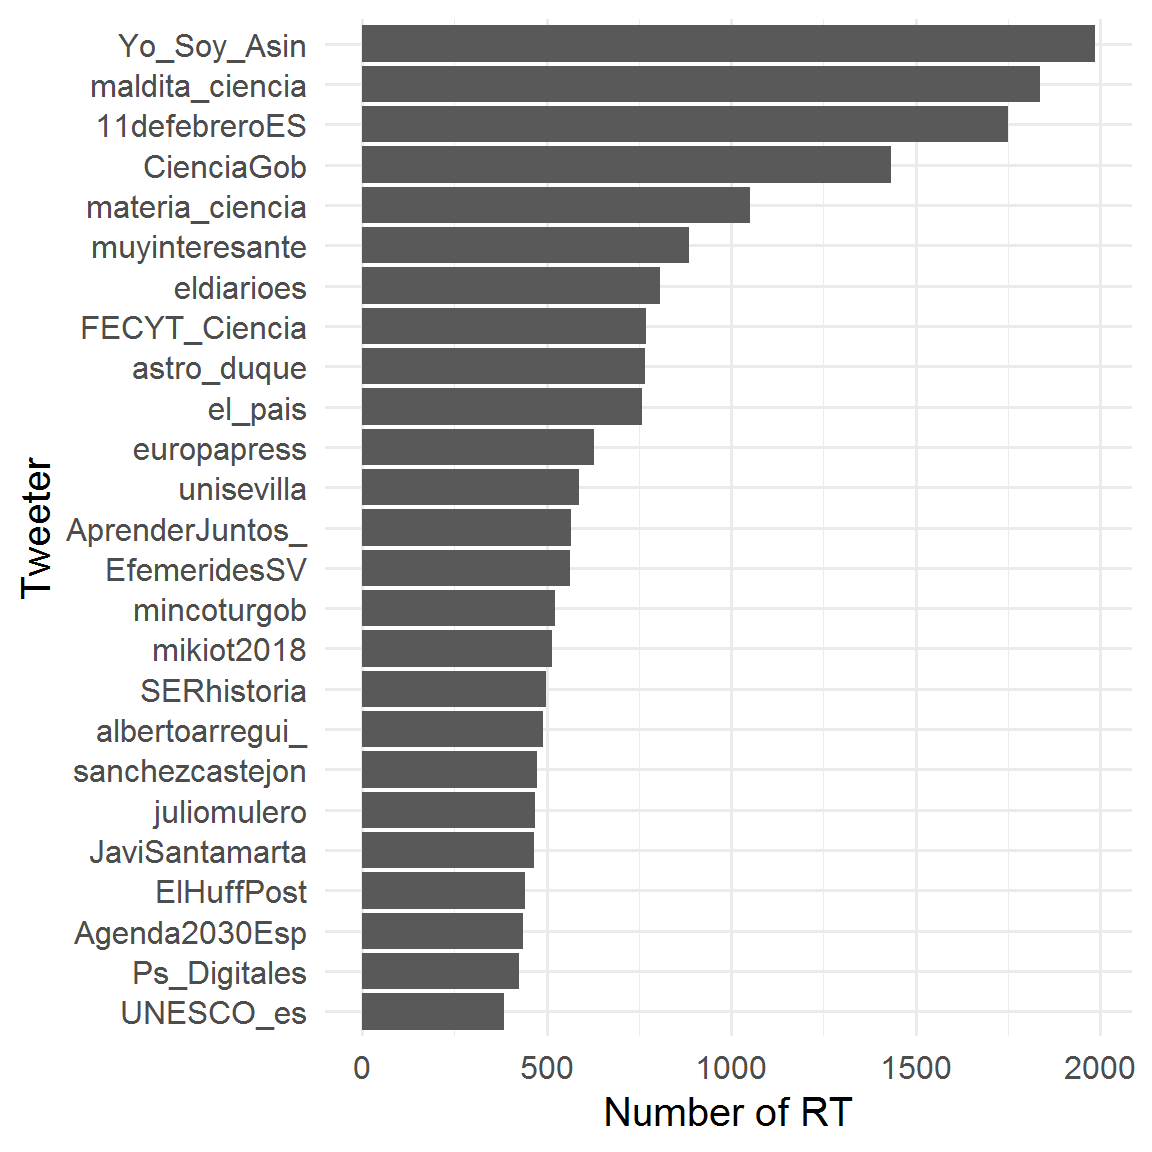 Yo_Soy_Asin
maldita_ciencia
11defebreroES
CienciaGob
materia_ciencia
muyinteresante
eldiarioes
FECYT_Ciencia
astro_duque
el_pais
europapress
unisevilla
AprenderJuntos_
EfemeridesSV
mincoturgob
mikiot2018
SERhistoria
albertoarregui_
sanchezcastejon
juliomulero
JaviSantamarta
ElHuffPost
Agenda2030Esp
Ps_Digitales
UNESCO_es
Tweeter
0 500 1000 1500 2000
Number of RT